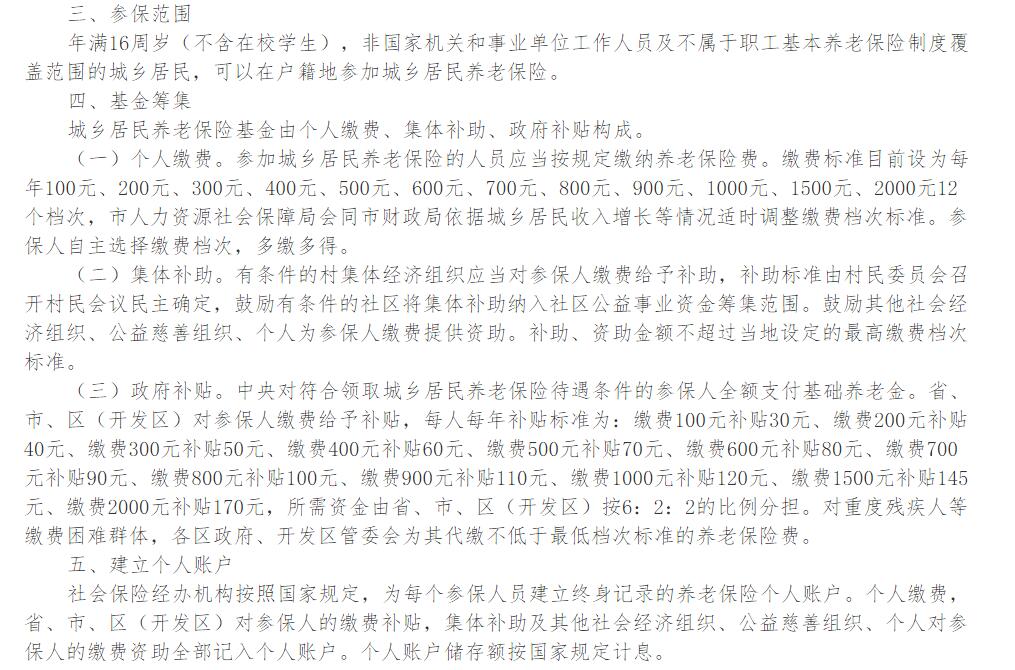 三、参保范围
年满16周岁（不含在校学生），非国家机关和事业单位工作人员及不属于职工基本养老保险制度覆
盖范围的城乡居民，可以在户籍地参加城乡居民养老保险。
四、基金筹集
城乡居民养老保险基金由个人缴费、集体补助、政府补贴构成。
（一）个人缴费。参加城乡居民养老保险的人员应当按规定缴纳养老保险费。缴费标准目前设为每
年100元、200元、300元、400元、500元、600元、700元、800元、900元、1000元、1500元、2000元12
个档次，市人力资源社会保障局会同市财政局依据城乡居民收入增长等情况适时调整缴费档次标准。参
保人自主选择缴费档次，多缴多得。
（二）集体补助。有条件的村集体经济组织应当对参保人缴费给予补助，补助标准由村民委员会召
开村民会议民主确定，鼓励有条件的社区将集体补助纳入社区公益事业资金筹集范围。鼓励其他社会经
济组织、公益慈善组织、个人为参保人缴费提供资助。补助、资助金额不超过当地设定的最高缴费档次
标准。
（三）政府补贴。中央对符合领取城乡居民养老保险待遇条件的参保人全额支付基础养老金。省、
市、区（开发区）对参保人缴费给予补贴，每人每年补贴标准为：缴费100元补贴30元、缴费200元补贴
40元、缴费300元补贴50元、缴费400元补贴60元、缴费500元补贴70元、缴费600元补贴80元、缴费700
元补贴90元、缴费800元补贴100元、缴费900元补贴110元、缴费1000元补贴120元、缴费1500元补贴145
元、缴费2000元补贴170元，所需资金由省、市、区（开发区）按6：2：2的比例分担。对重度残疾人等
缴费困难群体，各区政府、开发区管委会为其代缴不低于最低档次标准的养老保险费。
五、建立个人账户
社会保险经办机构按照国家规定，为每个参保人员建立终身记录的养老保险个人账户。个人缴费，
省、市、区（开发区）对参保人的缴费补贴，集体补助及其他社会经济组织、公益慈善组织、个人对参
保人的缴费资助全部记入个人账户。个人账户储存额按国家规定计息。